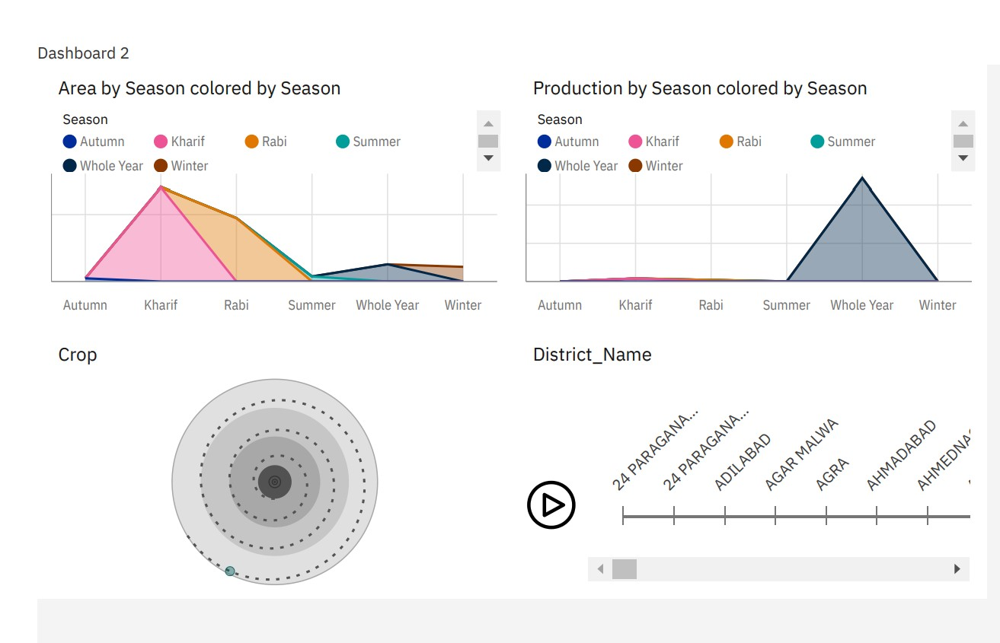 Dashboard 2
Area by Season colored by Season
Season
Autumn Kharif Rabi Summer
Whole Year Winter
Autumn Kharif Rabi Summer Whole Year Winter
Production by Season colored by Season
Season
Autumn Kharif Rabi Summer
Whole Year Winter
Autumn Kharif Rabi Summer Whole Year Winter
Crop
District_Name
24 PARAGANA...
24 PARAGANA...
ADILABAD
AGAR MALWA
AGRA
AHMADABAD